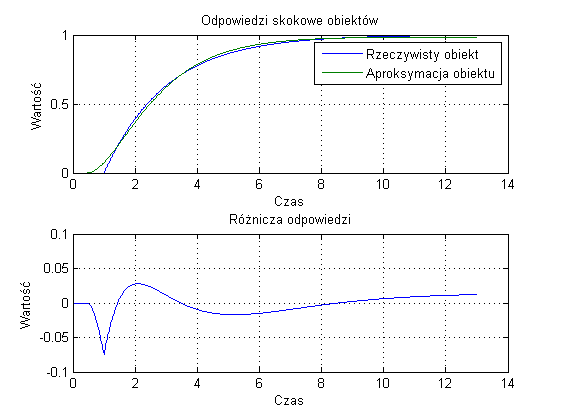 Odpowiedzi skokowe obiektów
1
0.5
0
Wartość
Rzeczywisty obiekt
Aproksymacja obiektu
0 2 4 6 8 10 12 14
Czas
Różnicza odpowiedzi
0.1
0.05
0
-0.05
-0.1
Wartość
0 2 4 6 8 10 12 14
Czas